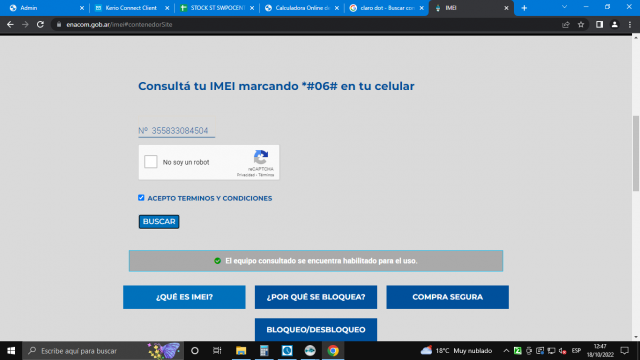 Admin
Kerio Connect Client
STOCK ST SWPOCENT
Calculadora Online de
claro dot - Buscar con
IMEI
enacom.gob.ar/imei#contenedorSite
Consultá tu IMEI marcando *#06# en tu celular
Nº 355833084504
No soy un robot
reCAPTCHA
Privacidad - Términos
ACEPTO TERMINOS Y CONDICIONES
BUSCAR
El equipo consultado se encuentra habilitado para el uso.
¿QUÉ ES IMEI?
¿POR QUÉ SE BLOQUEA?
COMPRA SEGURA
BLOQUEO/DESBLOQUEO
Escribe aquí para buscar
18°C Muy nublado
ESP
12:47
18/10/2022